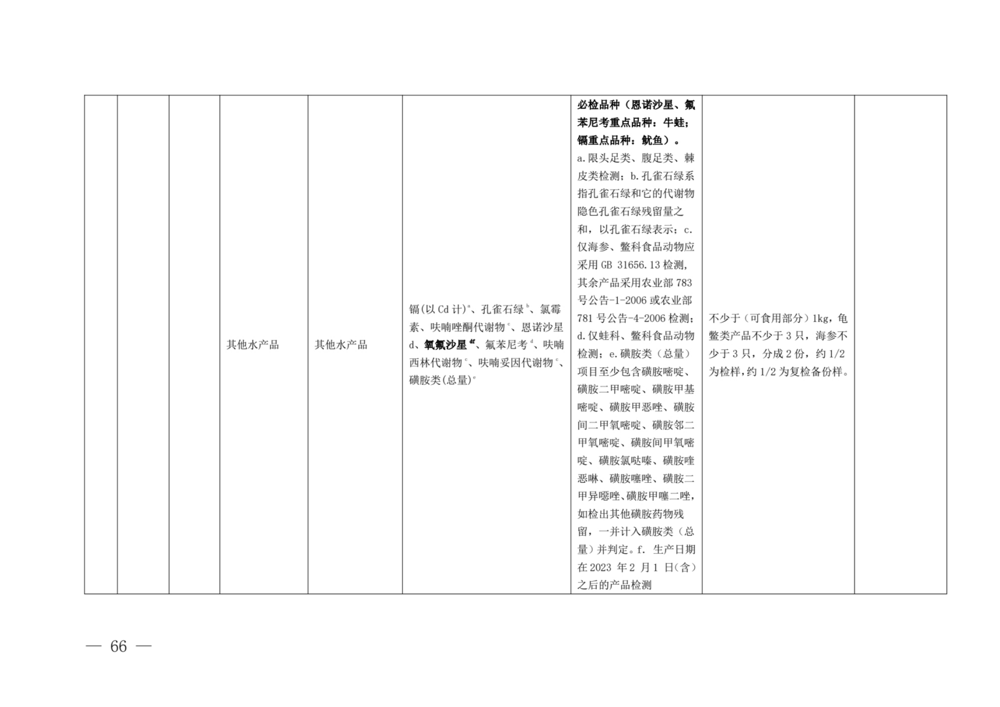 其他水产品
其他水产品
镉(以 Cd 计)ᵃ、孔雀石绿ᵇ、氯霉
素、呋喃唑酮代谢物ᶜ、恩诺沙星
d、氧氟沙星ᵈᶠ、氟苯尼考ᵈ、呋喃
西林代谢物ᶜ、呋喃妥因代谢物ᶜ、
磺胺类(总量)ᵉ
必检品种（恩诺沙星、氟
苯尼考重点品种：牛蛙；
镉重点品种：鱿鱼）。
a.限头足类、腹足类、棘
皮类检测；b.孔雀石绿系
指孔雀石绿和它的代谢物
隐色孔雀石绿残留量之
和，以孔雀石绿表示；c.
仅海参、鳖科食品动物应
采用 GB 31656.13 检测,
其余产品采用农业部 783
号公告-1-2006 或农业部
781 号公告-4-2006 检测；
d.仅蛙科、鳖科食品动物
检测；e.磺胺类（总量）
项目至少包含磺胺嘧啶、
磺胺二甲嘧啶、磺胺甲基
嘧啶、磺胺甲恶唑、磺胺
间二甲氧嘧啶、磺胺邻二
甲氧嘧啶、磺胺间甲氧嘧
啶、磺胺氯哒嗪、磺胺喹
恶啉、磺胺噻唑、磺胺二
甲异噁唑、磺胺甲噻二唑，
如检出其他磺胺药物残
留，一并计入磺胺类（总
量）并判定。f. 生产日期
在 2023 年 2 月 1 日(含）
之后的产品检测
不少于（可食用部分）1kg，龟
鳖类产品不少于 3 只，海参不
少于 3 只，分成 2 份，约 1/2
为检样，约 1/2 为复检备份样。
— 66 —